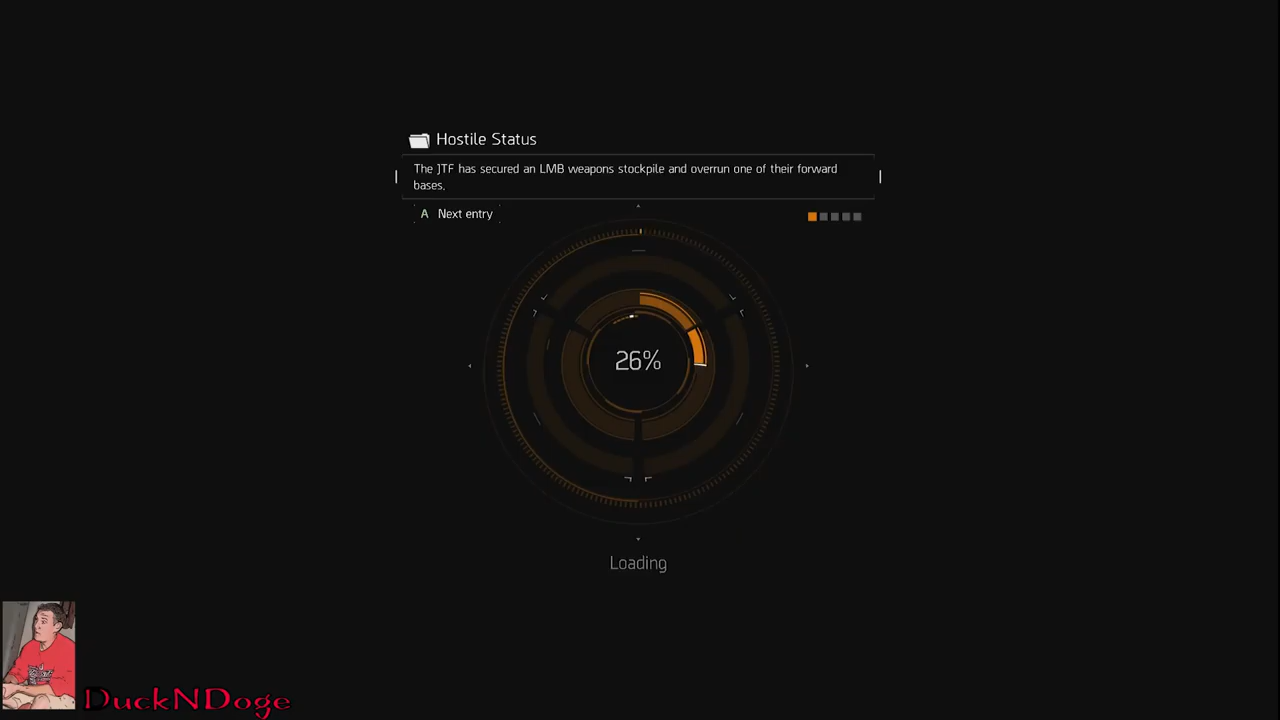 Hostile Status
The JTF has secured an LMB weapons stockpile and overrun one of their forward
bases.
A Next entry
26%
Loading
DuckNDoge